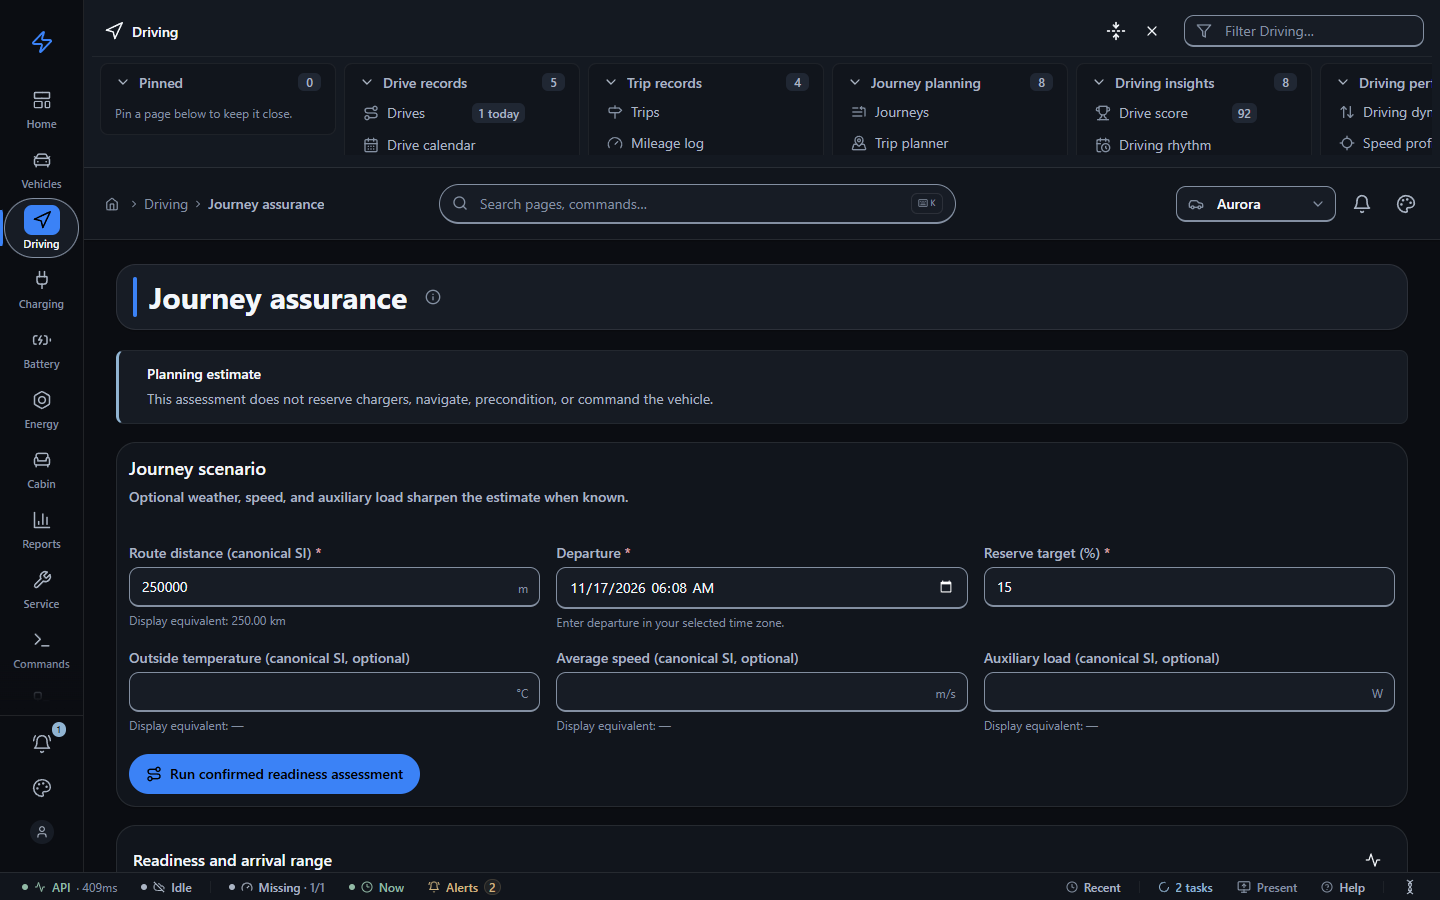 Driving
Filter Driving...
Pinned 0
Pin a page below to keep it close.
Drive records 5
Drives 1 today
Drive calendar
Trip records 4
Trips
Mileage log
Journey planning 8
Journeys
Trip planner
Driving insights 8
Drive score 92
Driving rhythm
Driving per
Driving dyn
Speed prof
Home
Vehicles
Driving
Charging
Battery
Energy
Cabin
Reports
Service
Commands
1
Driving Journey assurance
Search pages, commands...
K
Aurora
Journey assurance
Planning estimate
This assessment does not reserve chargers, navigate, precondition, or command the vehicle.
Journey scenario
Optional weather, speed, and auxiliary load sharpen the estimate when known.
Route distance (canonical SI) *
250000 m
Display equivalent: 250.00 km
Departure *
11/17/2026 06:08 AM
Enter departure in your selected time zone.
Reserve target (%) *
15
Outside temperature (canonical SI, optional)
°C
Display equivalent: —
Average speed (canonical SI, optional)
m/s
Display equivalent: —
Auxiliary load (canonical SI, optional)
W
Display equivalent: —
Run confirmed readiness assessment
Readiness and arrival range
API · 409ms Idle Missing · 1/1 Now Alerts 2 Recent 2 tasks Present Help